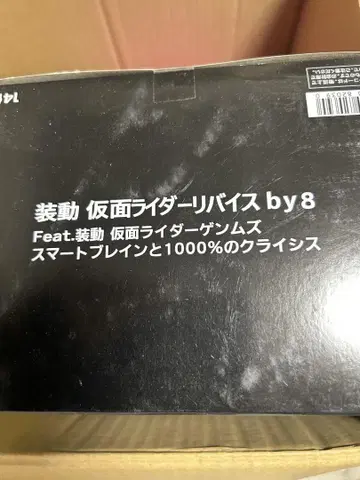 装動 仮面ライダーリバイス by8
Feat.装動 仮面ライダーゲンムズ
スマートブレインと1000%のクライシス